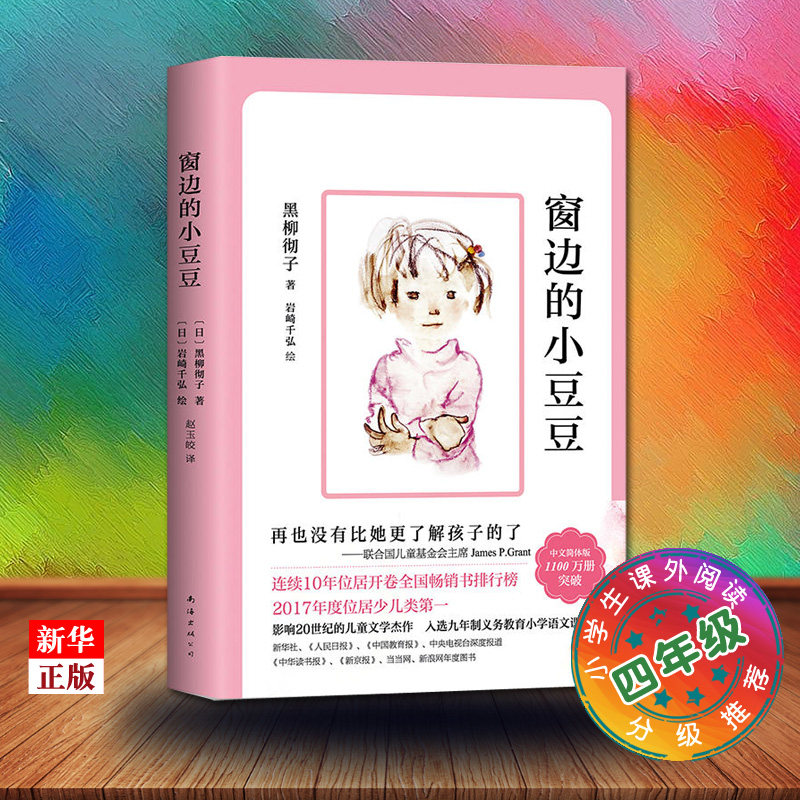 窗边的小豆豆
〔日〕黑柳彻子 著
〔日〕岩崎千弘 绘
赵玉皎 译
南海出版公司
窗边的小豆豆
黑柳彻子 著
岩崎千弘 绘
再也没有比她更了解孩子的了
——联合国儿童基金会主席 James P.Grant
连续10年位居开卷全国畅销书排行榜
2017年度位居少儿类第一
影响20世纪的儿童文学杰作 入选九年制义务教育小学语文
新华社、《人民日报》、《中国教育报》、中央电视台深度报道
《中华读书报》、《新京报》、当当网、新浪网年度图书
中文简体版
1100 万册
突破
小学生课外阅读
四年级
分级推荐
新华
正版